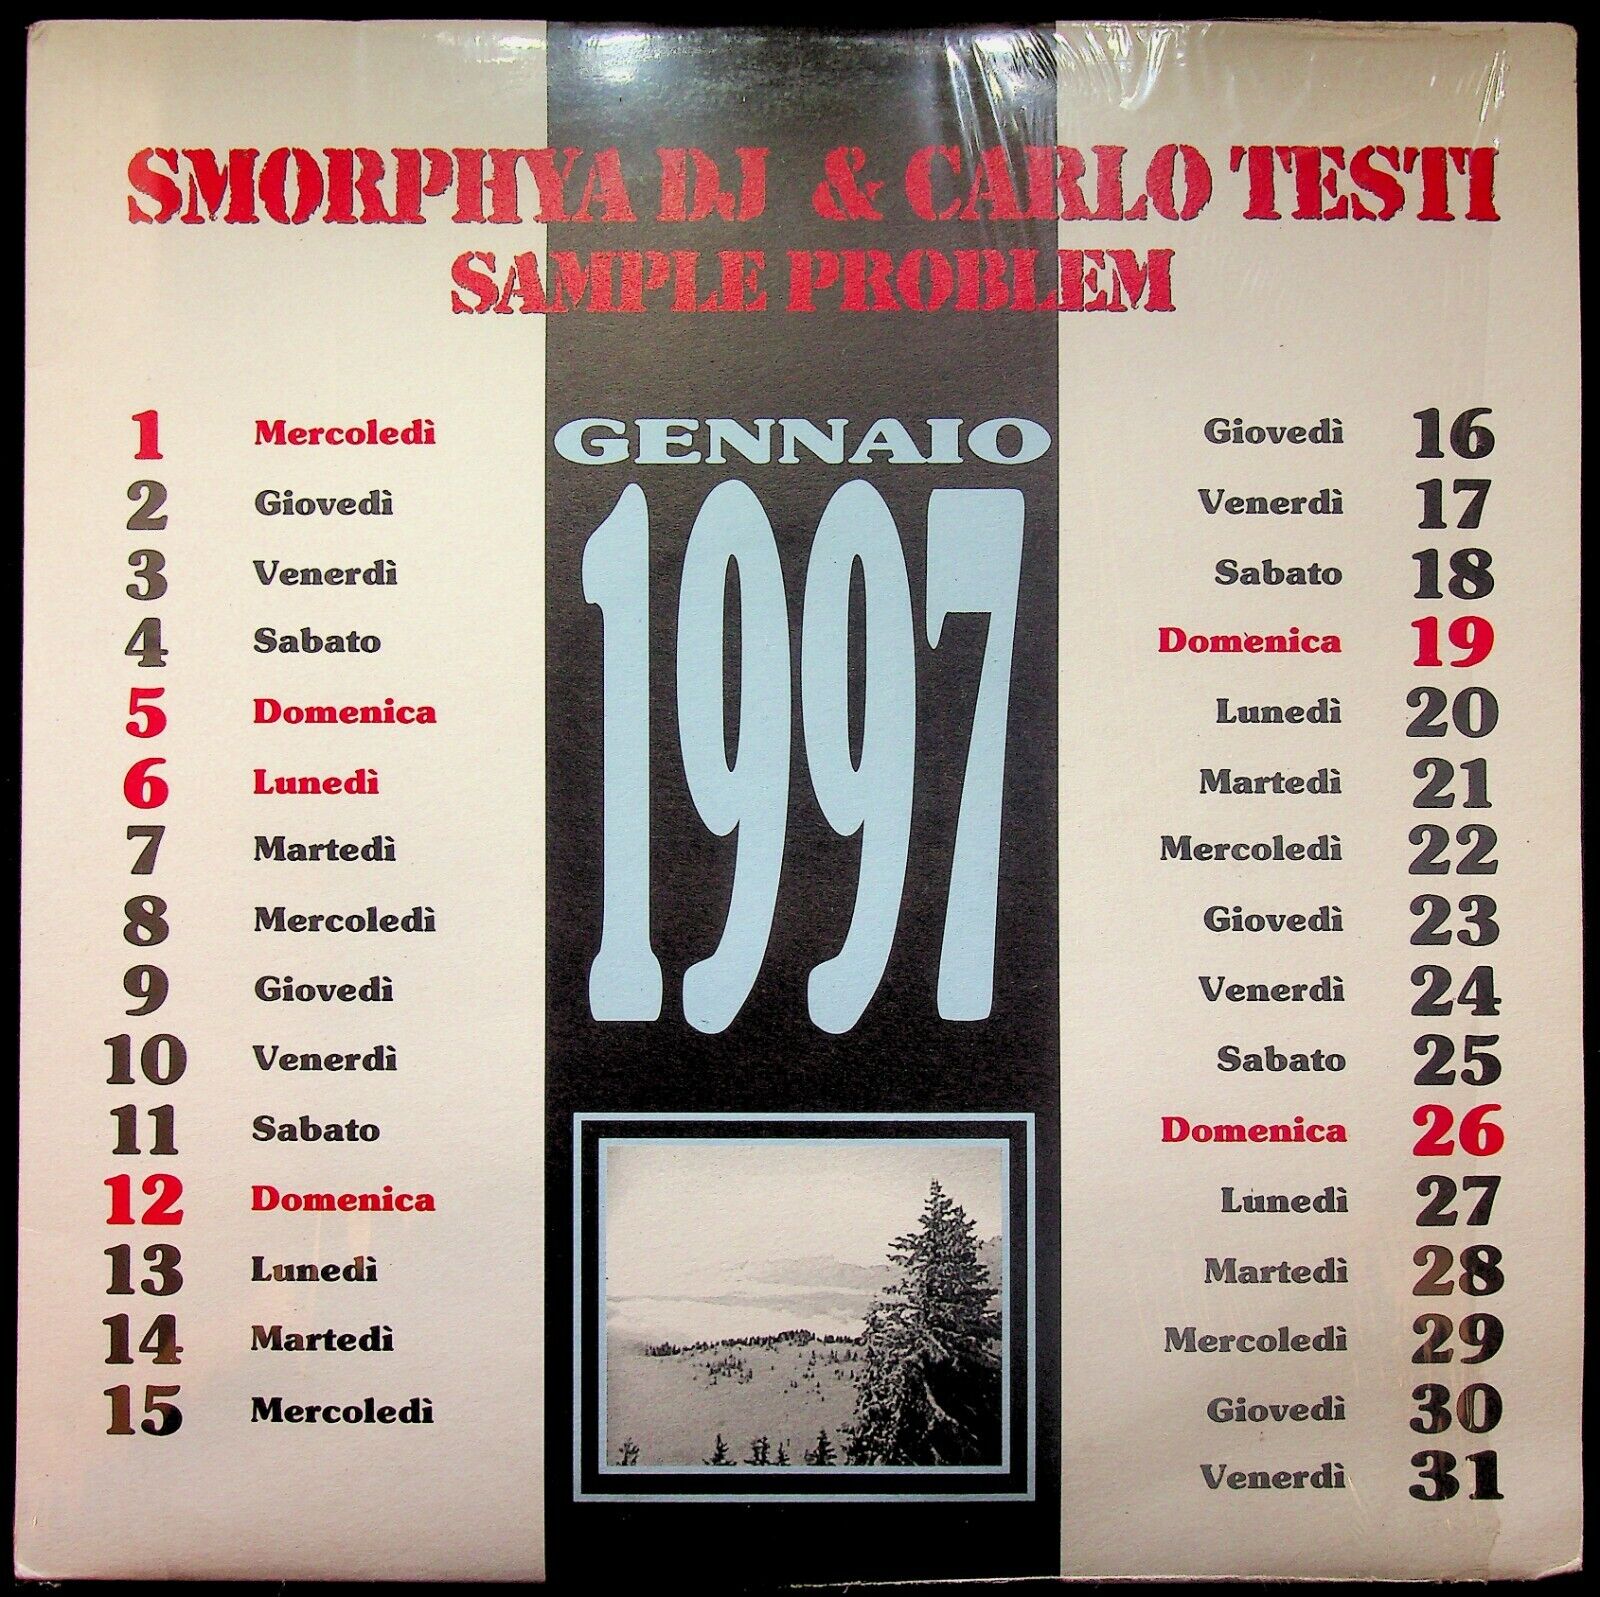 SMORPHYA DJ & CARLO TESTI
SAMPLE PROBLEM
GENNAIO
1997
1 Mercoledì
2 Giovedì
3 Venerdì
4 Sabato
5 Domenica
6 Lunedì
7 Martedì
8 Mercoledì
9 Giovedì
10 Venerdì
11 Sabato
12 Domenica
13 Lunedì
14 Martedì
15 Mercoledì
Giovedì 16
Venerdì 17
Sabato 18
Domenica 19
Lunedì 20
Martedì 21
Mercoledì 22
Giovedì 23
Venerdì 24
Sabato 25
Domenica 26
Lunedì 27
Martedì 28
Mercoledì 29
Giovedì 30
Venerdì 31